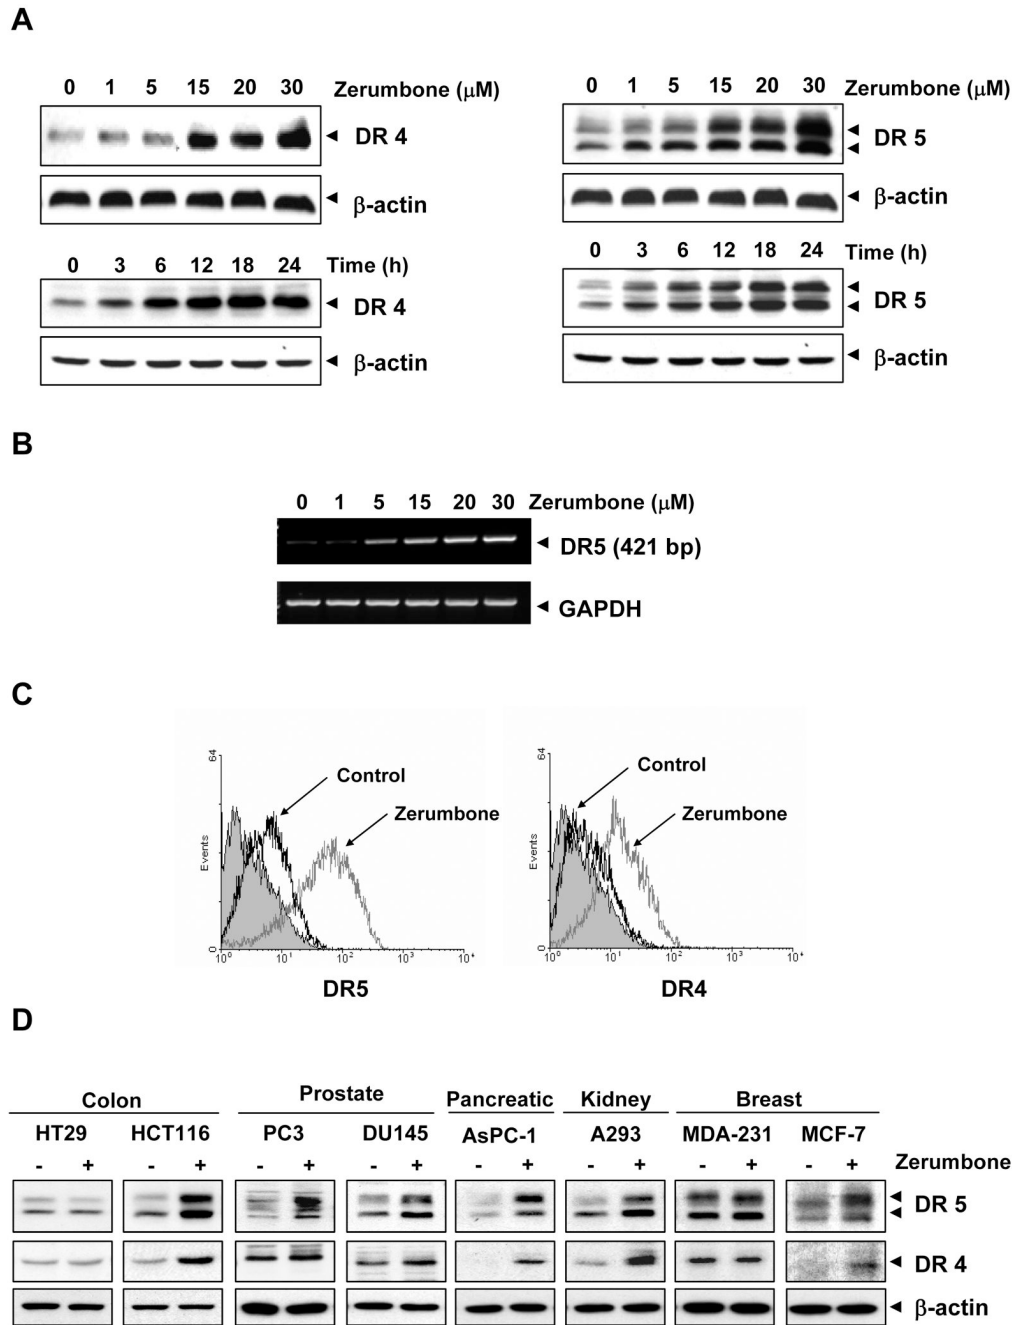 A
0 1 5 15 20 30 Zerumbone (μM)
DR 4
β-actin
0 3 6 12 18 24 Time (h)
DR 4
β-actin
0 1 5 15 20 30 Zerumbone (μM)
DR 5
β-actin
0 3 6 12 18 24 Time (h)
DR 5
β-actin
B
0 1 5 15 20 30 Zerumbone (μM)
DR5 (421 bp)
GAPDH
C
64
Events
0
Control
Zerumbone
10⁰ 10¹ 10² 10³ 10⁴
DR5
64
Events
0
Control
Zerumbone
10⁰ 10¹ 10² 10³ 10⁴
DR4
D
Colon Prostate Pancreatic Kidney Breast
HT29 HCT116 PC3 DU145 AsPC-1 A293 MDA-231 MCF-7
- + - + - + - + - + - + - + - + Zerumbone
DR 5
DR 4
β-actin